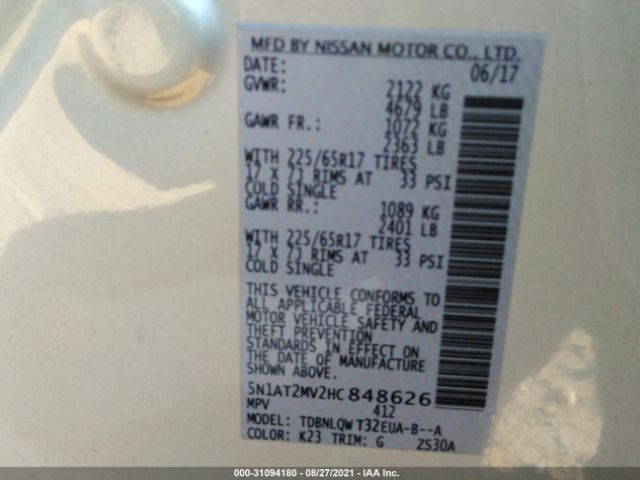 MFD BY NISSAN MOTOR CO., LTD.
DATE: 06/17
GVWR: 2122 KG
4679 LB
GAWR FR.: 1072 KG
2363 LB
WITH 225/65R17 TIRES
17 X 7J RIMS AT 33 PSI
COLD SINGLE
GAWR RR.: 1089 KG
2401 LB
WITH 225/65R17 TIRES
17 X 7J RIMS AT 33 PSI
COLD SINGLE
THIS VEHICLE CONFORMS TO
ALL APPLICABLE FEDERAL
MOTOR VEHICLE SAFETY AND
THEFT PREVENTION
STANDARDS IN EFFECT ON
THE DATE OF MANUFACTURE
SHOWN ABOVE.
5N1AT2MV2HC848626
MPV 412
MODEL: TDBNLQW T32EUA-B--A
COLOR: K23 TRIM: G ZS30A
000-31094180 - 08/27/2021 - IAA Inc.